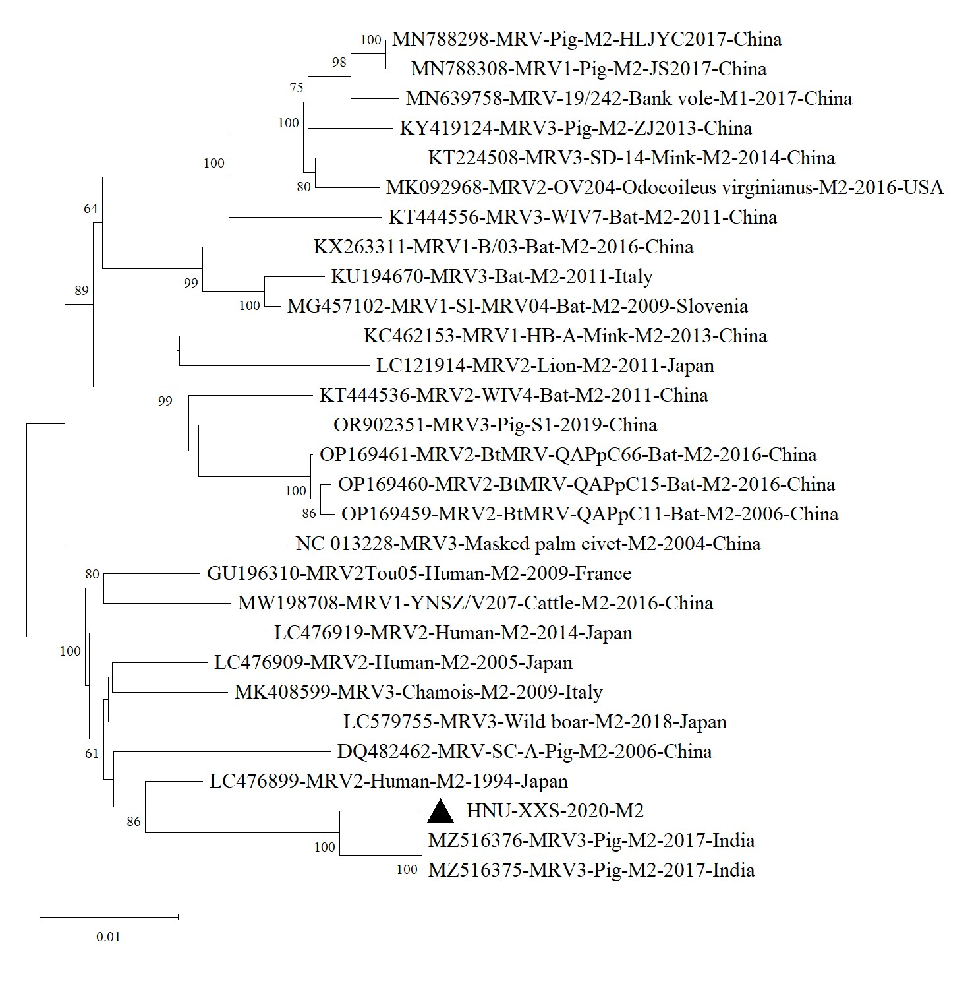 100 MN788298-MRV-Pig-M2-HLJYC2017-China
98
MN788308-MRV1-Pig-M2-JS2017-China
75
MN639758-MRV-19/242-Bank vole-M1-2017-China
100
KY419124-MRV3-Pig-M2-ZJ2013-China
100
KT224508-MRV3-SD-14-Mink-M2-2014-China
80
MK092968-MRV2-OV204-Odocoileus virginianus-M2-2016-USA
64
KT444556-MRV3-WIV7-Bat-M2-2011-China
KX263311-MRV1-B/03-Bat-M2-2016-China
99
KU194670-MRV3-Bat-M2-2011-Italy
89
100
MG457102-MRV1-SI-MRV04-Bat-M2-2009-Slovenia
KC462153-MRV1-HB-A-Mink-M2-2013-China
LC121914-MRV2-Lion-M2-2011-Japan
99
KT444536-MRV2-WIV4-Bat-M2-2011-China
OR902351-MRV3-Pig-S1-2019-China
OP169461-MRV2-BtMRV-QAPpC66-Bat-M2-2016-China
100
OP169460-MRV2-BtMRV-QAPpC15-Bat-M2-2016-China
86
OP169459-MRV2-BtMRV-QAPpC11-Bat-M2-2006-China
NC 013228-MRV3-Masked palm civet-M2-2004-China
80
GU196310-MRV2Tou05-Human-M2-2009-France
MW198708-MRV1-YNSZ/V207-Cattle-M2-2016-China
LC476919-MRV2-Human-M2-2014-Japan
100
LC476909-MRV2-Human-M2-2005-Japan
MK408599-MRV3-Chamois-M2-2009-Italy
LC579755-MRV3-Wild boar-M2-2018-Japan
61
DQ482462-MRV-SC-A-Pig-M2-2006-China
LC476899-MRV2-Human-M2-1994-Japan
86
HNU-XXS-2020-M2
100
MZ516376-MRV3-Pig-M2-2017-India
100
MZ516375-MRV3-Pig-M2-2017-India
0.01